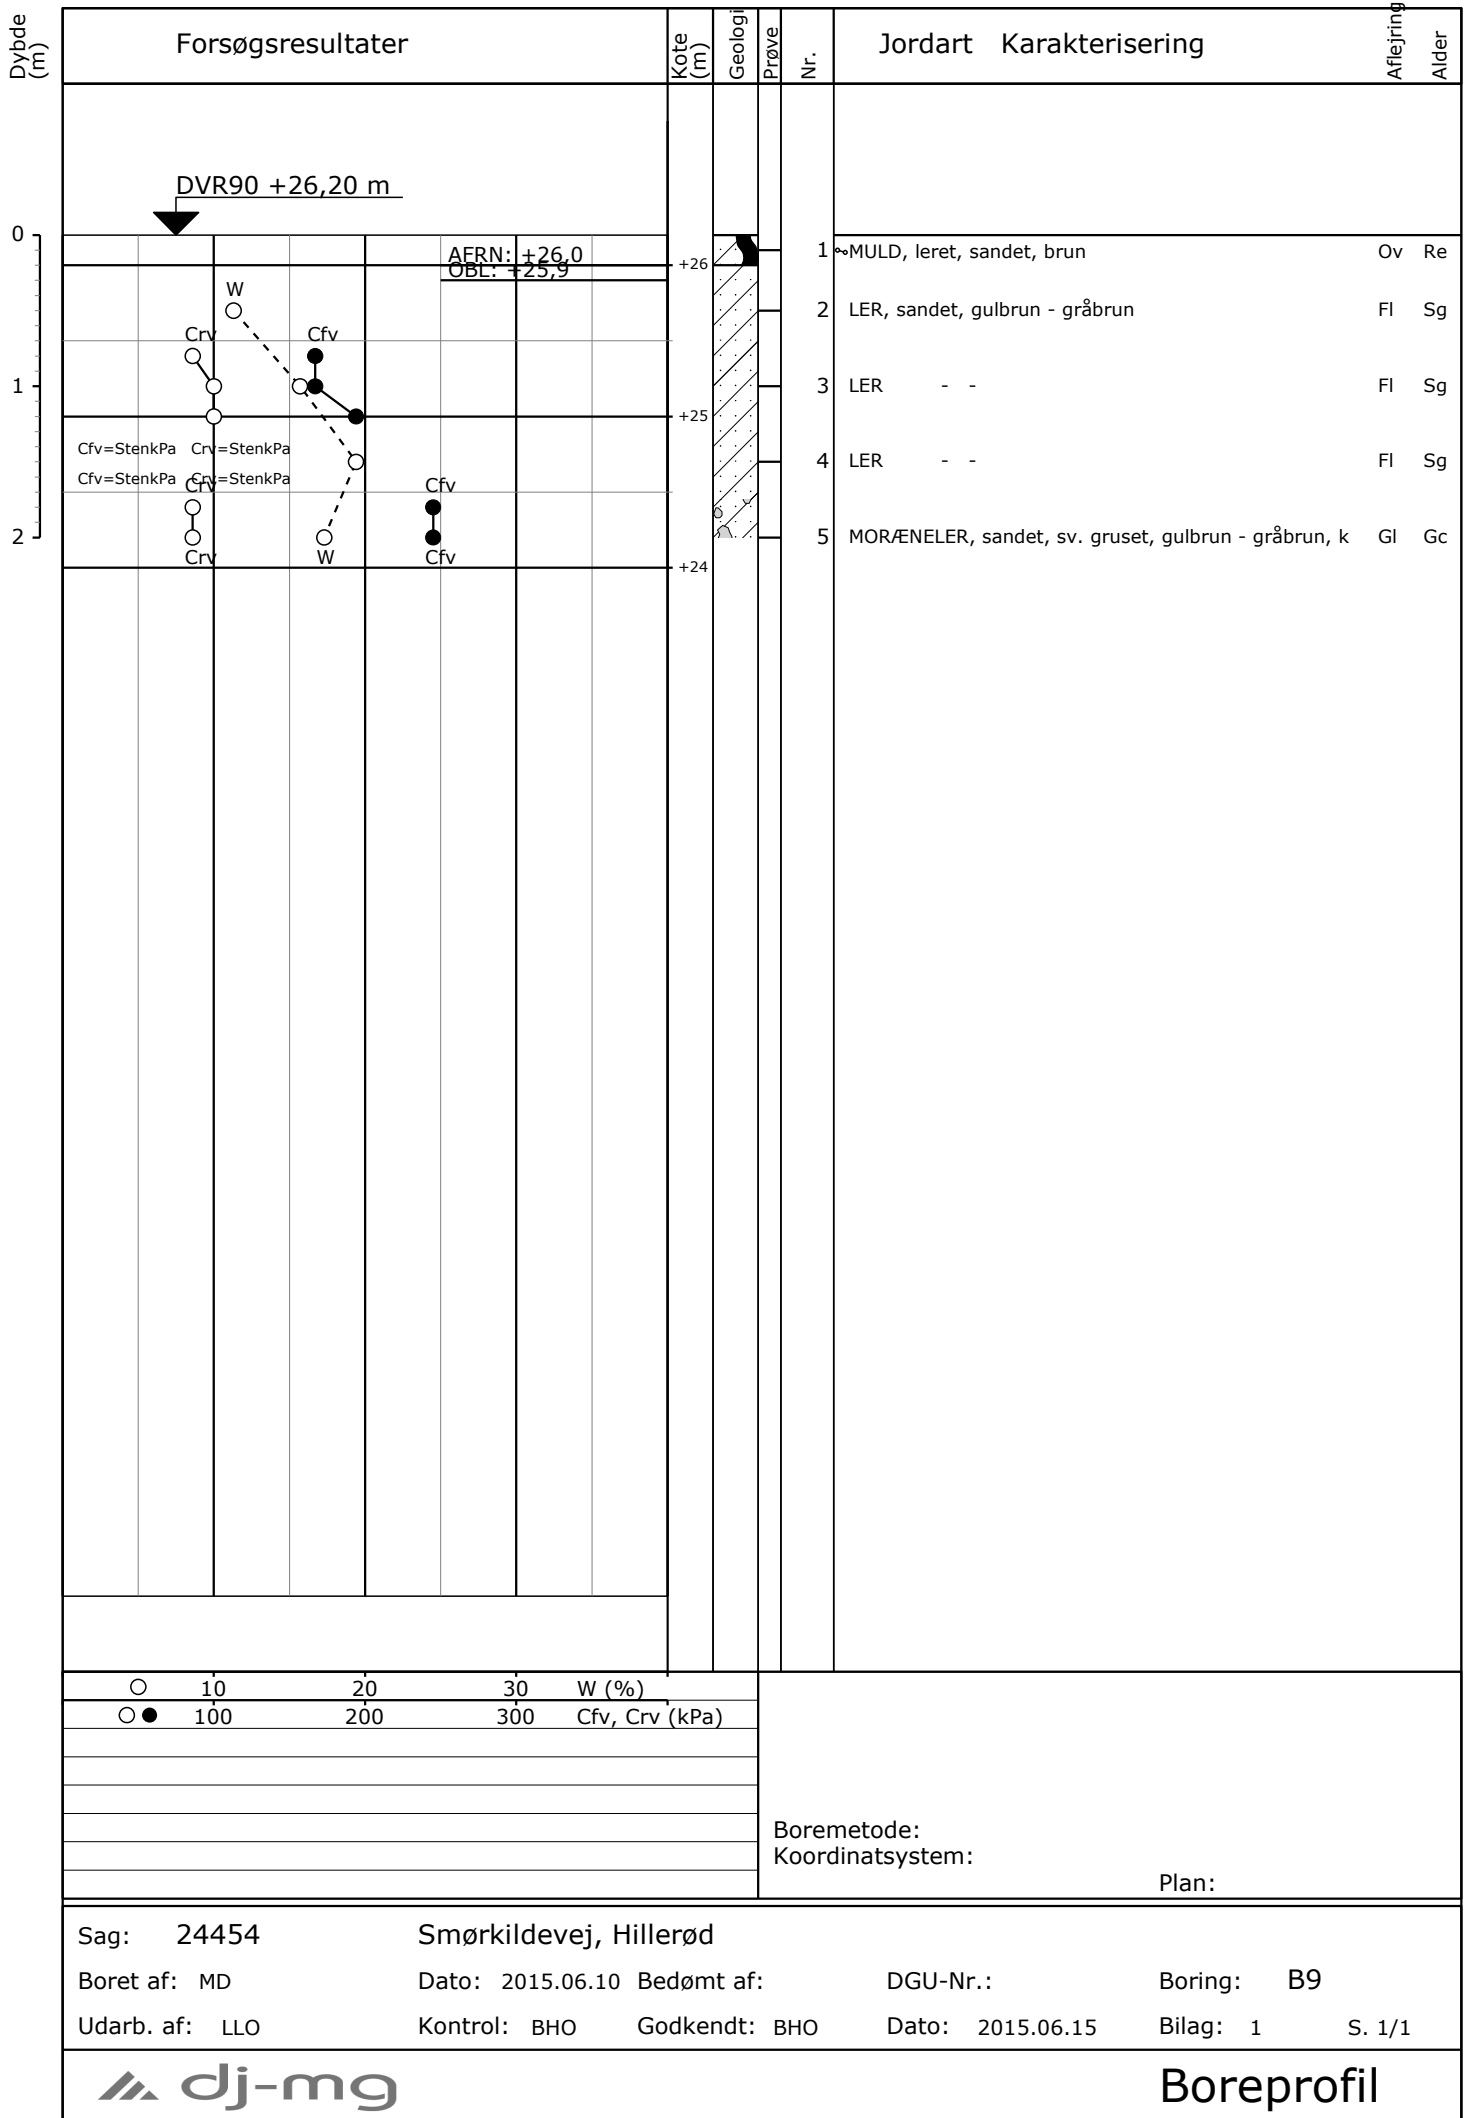 Dybde (m) Forsøgsresultater Kote (m) Geologi Prøve Nr. Jordart Karakterisering Aflejring Alder
DVR90 +26,20 m
0
AFRN: +26,0
OBL: +25,9
+26
1 MULD, leret, sandet, brun Ov Re
W
2 LER, sandet, gulbrun - gråbrun Fl Sg
Crv Cfv
1
3 LER - - Fl Sg
+25
Cfv=StenkPa Crv=StenkPa
4 LER - - Fl Sg
Cfv=StenkPa Crv=StenkPa
Crv Cfv
2
5 MORÆNELER, sandet, sv. gruset, gulbrun - gråbrun, k Gl Gc
Crv W Cfv
+24
10 20 30 W (%)
100 200 300 Cfv, Crv (kPa)
Boremetode:
Koordinatsystem:
Plan:
Sag: 24454 Smørkildevej, Hillerød
Boret af: MD Dato: 2015.06.10 Bedømt af: DGU-Nr.: Boring: B9
Udarb. af: LLO Kontrol: BHO Godkendt: BHO Dato: 2015.06.15 Bilag: 1 S. 1/1
dj-mg Boreprofil